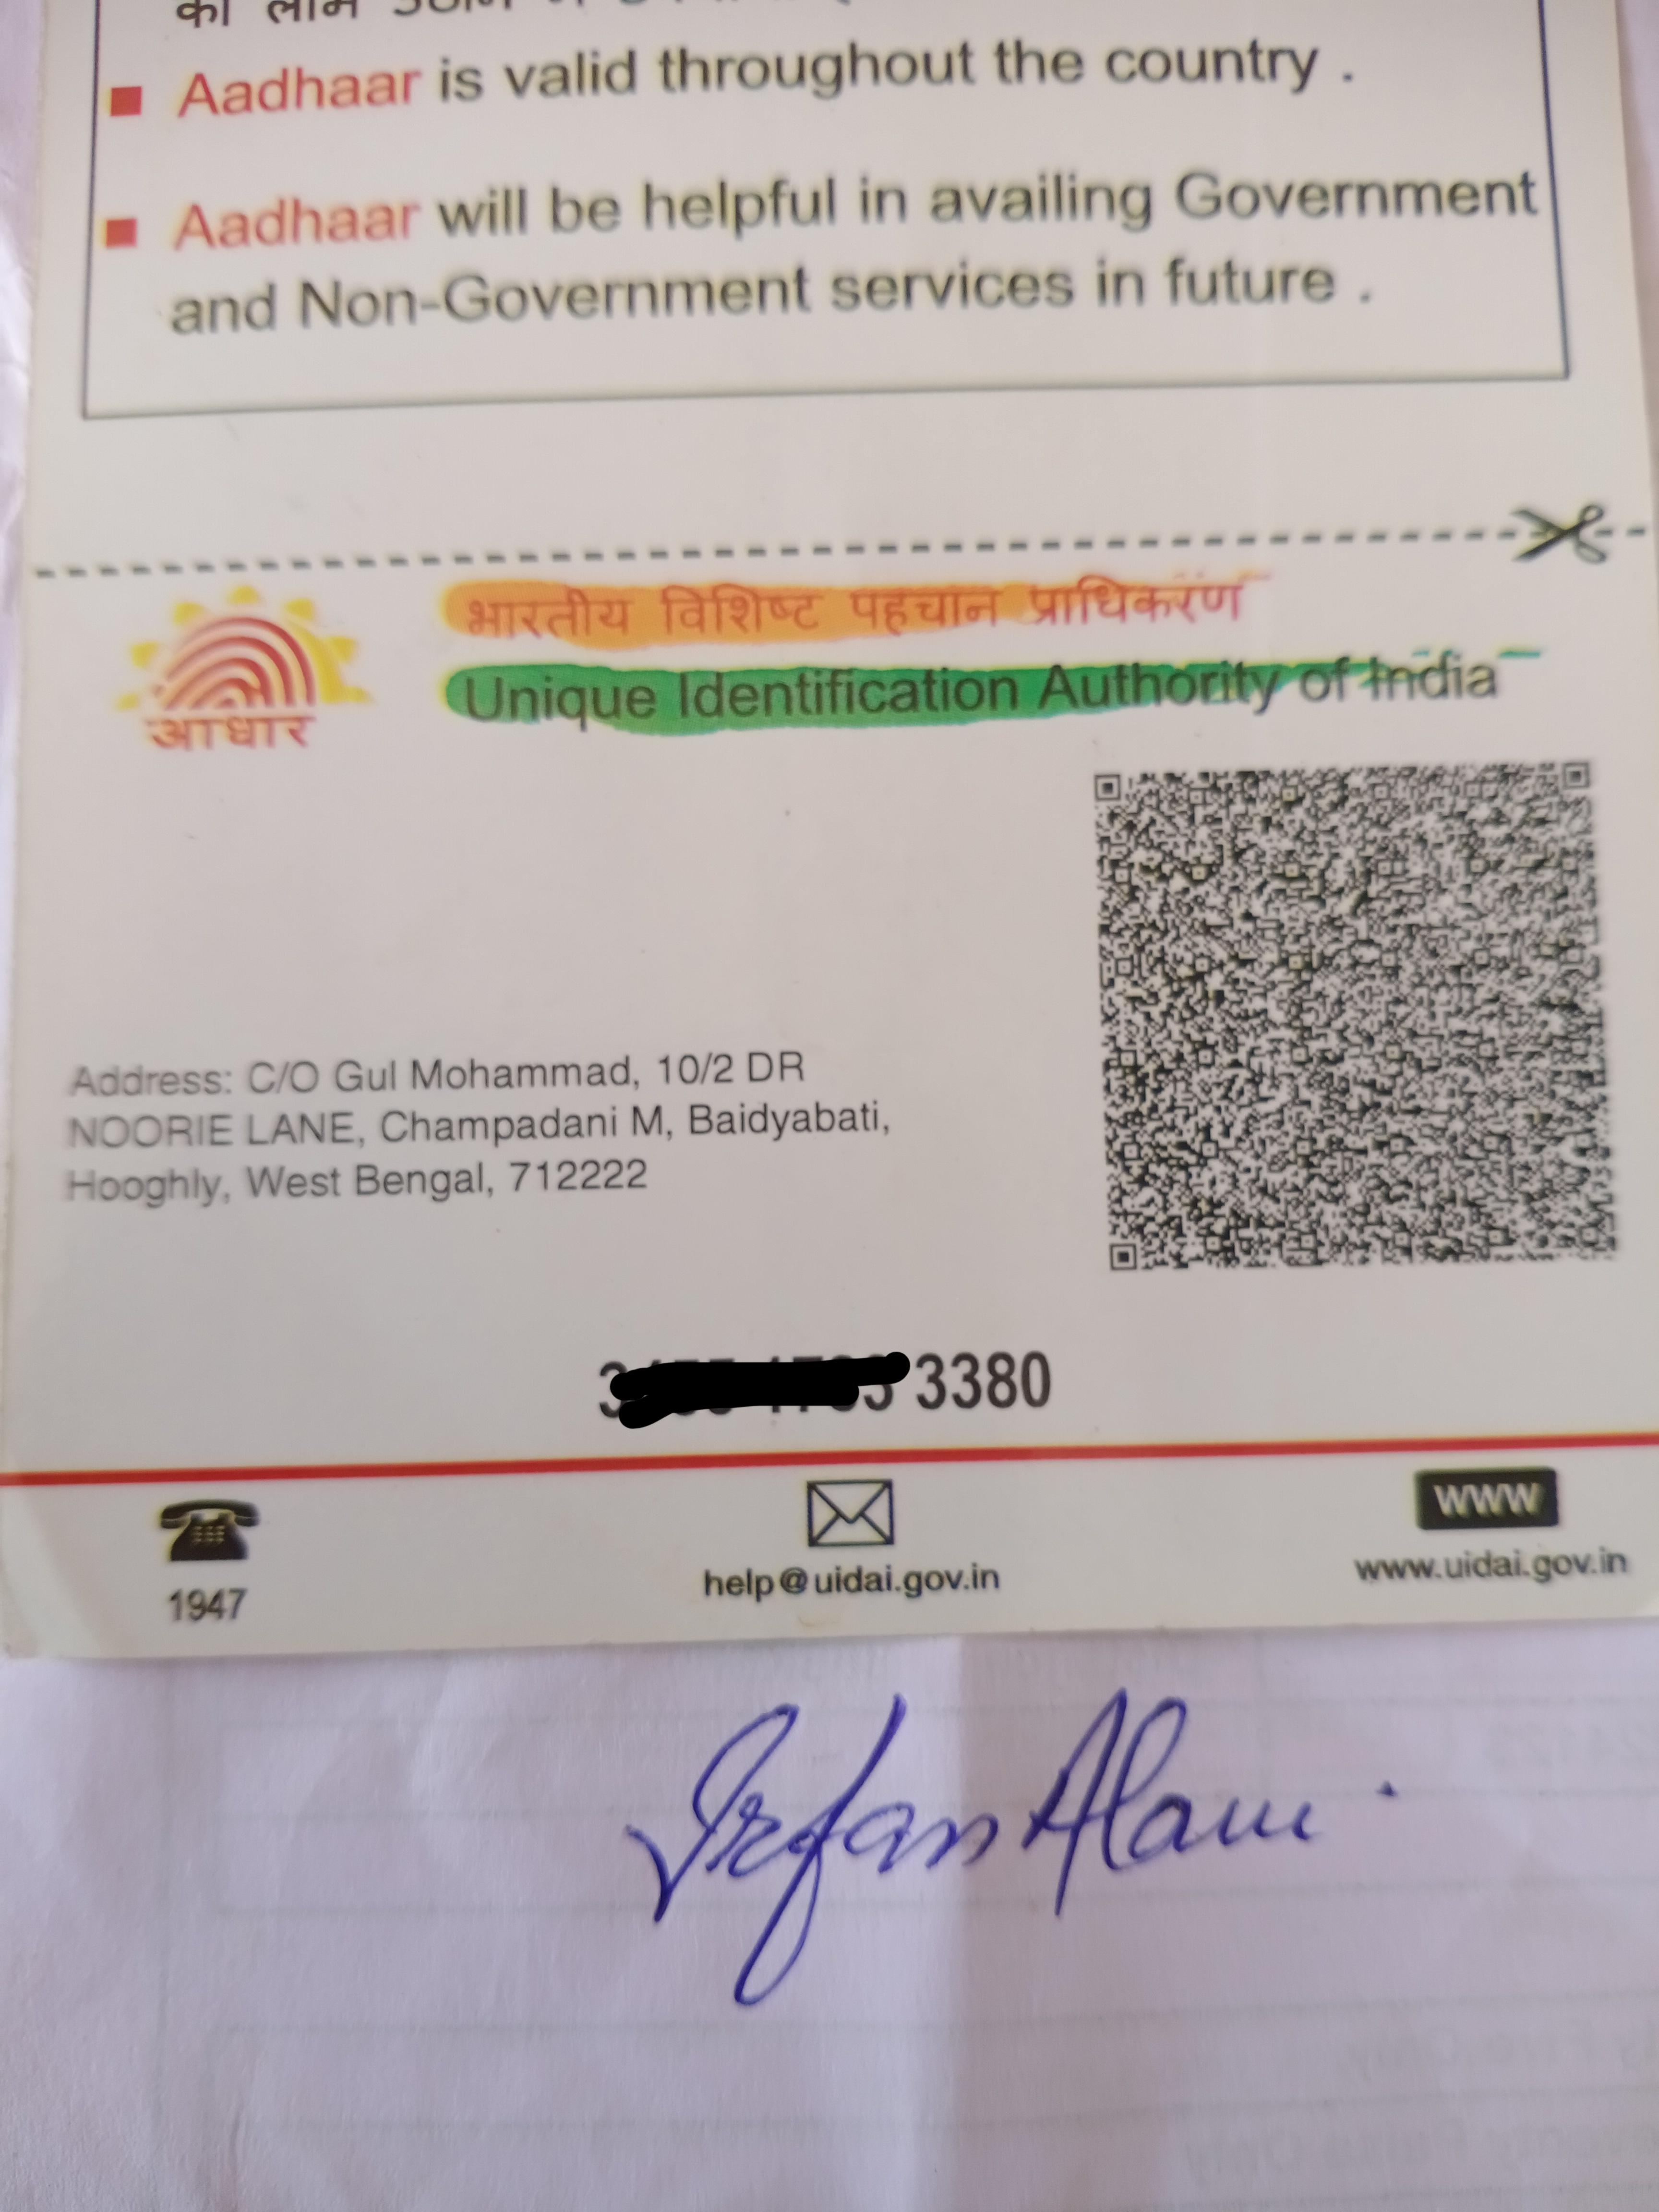 का लाभ
Aadhaar is valid throughout the country .
Aadhaar will be helpful in availing Government
and Non-Government services in future .
भारतीय विशिष्ट पहचान प्राधिकरण
Unique Identification Authority of India
आधार
Address: C/O Gul Mohammad, 10/2 DR
NOORIE LANE, Champadani M, Baidyabati,
Hooghly, West Bengal, 712222
3380
WWW
1947
help@uidai.gov.in
www.uidai.gov.in
Irfan Alam.